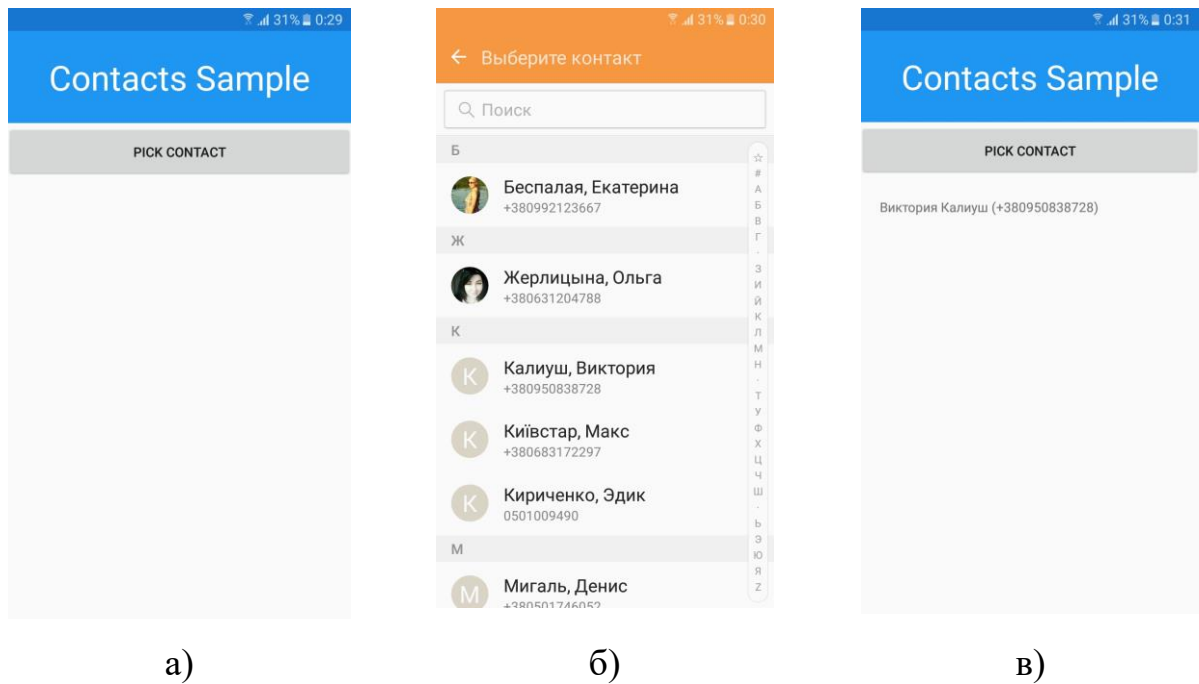 31% 0:29
Contacts Sample
PICK CONTACT
31% 0:30
Выберите контакт
Поиск
Б
Беспалая, Екатерина
+380992123667
Ж
Жерлицына, Ольга
+380631204788
К
К
Калиуш, Виктория
+380950838728
К
Київстар, Макс
+380683172297
К
Кириченко, Эдик
0501009490
М
М
Мигаль, Денис
+380501746052
#
А
Б
В
Г
·
З
И
Й
К
Л
М
Н
·
Т
У
Ф
Х
Ц
Ч
Ш
·
Ь
Э
Ю
Я
Z
31% 0:31
Contacts Sample
PICK CONTACT
Виктория Калиуш (+380950838728)
а)
б)
в)